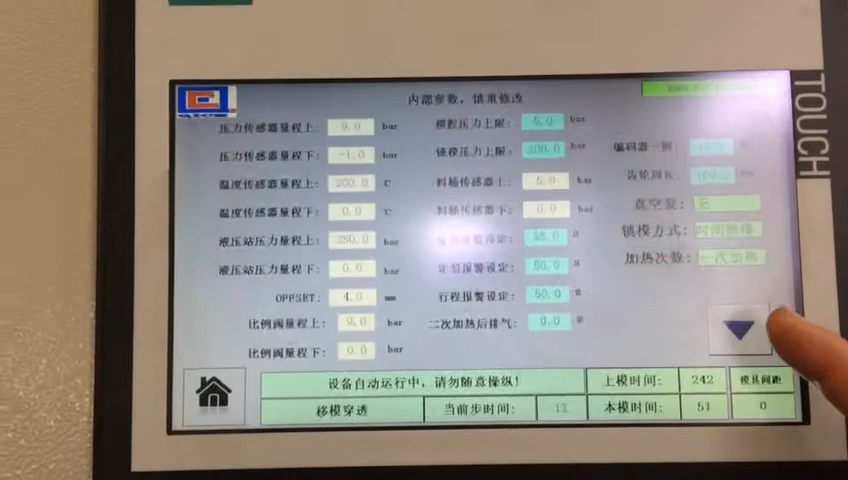 内部参数，慎重修改
压力传感器量程上: 9.0 bar
压力传感器量程下: -1.0 bar
温度传感器量程上: 200.0 ℃
温度传感器量程下: 0.0 ℃
液压站压力量程上: 280.0 bar
液压站压力量程下: 0.0 bar
OFFSET: 4.0 mm
比例阀量程上: 9.0 bar
比例阀量程下: 0.0 bar
模胶压力上限: 5.0 bar
锁模压力上限: 200.0 bar
料桶传感器上: 5.0 bar
料桶传感器下: 0.0 bar
定型报警设定: 50.0 s
行程报警设定: 50.0
二次加热后排气: 0.0
编码器一圈:
齿轮周长:
真空泵: 无
锁模方式:
加热次数: 一次加热
设备自动运行中，请勿随意操纵!
上模时间: 242
模具间距
移模穿透
当前步时间: 13
本模时间: 51
0
TOUCH